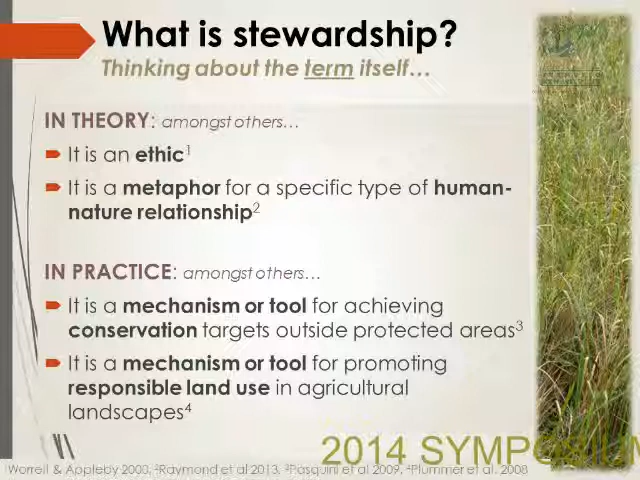 What is stewardship?
Thinking about the term itself…
IN THEORY: amongst others…
It is an ethic1
It is a metaphor for a specific type of human-
nature relationship2
IN PRACTICE: amongst others…
It is a mechanism or tool for achieving
conservation targets outside protected areas3
It is a mechanism or tool for promoting
responsible land use in agricultural
landscapes4
2014 SYMPOSIUM
1Worrell & Appleby 2000, 2Raymond et al 2013, 3Pasquini et al 2009, 4Plummer et al. 2008